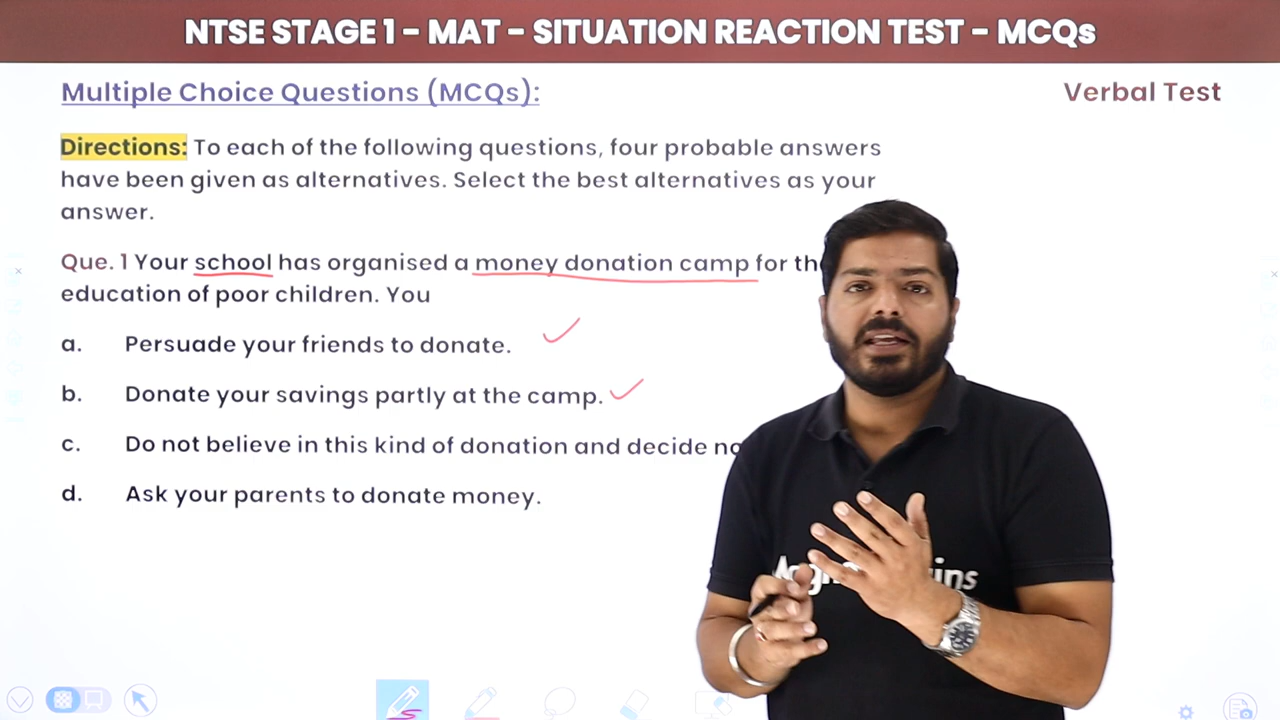 NTSE STAGE 1 – MAT – SITUATION REACTION TEST – MCQs
Multiple Choice Questions (MCQs):
Verbal Test
Directions: To each of the following questions, four probable answers
have been given as alternatives. Select the best alternatives as your
answer.
Que. 1 Your school has organised a money donation camp for th
education of poor children. You
a. Persuade your friends to donate.
b. Donate your savings partly at the camp.
c. Do not believe in this kind of donation and decide no
d. Ask your parents to donate money.